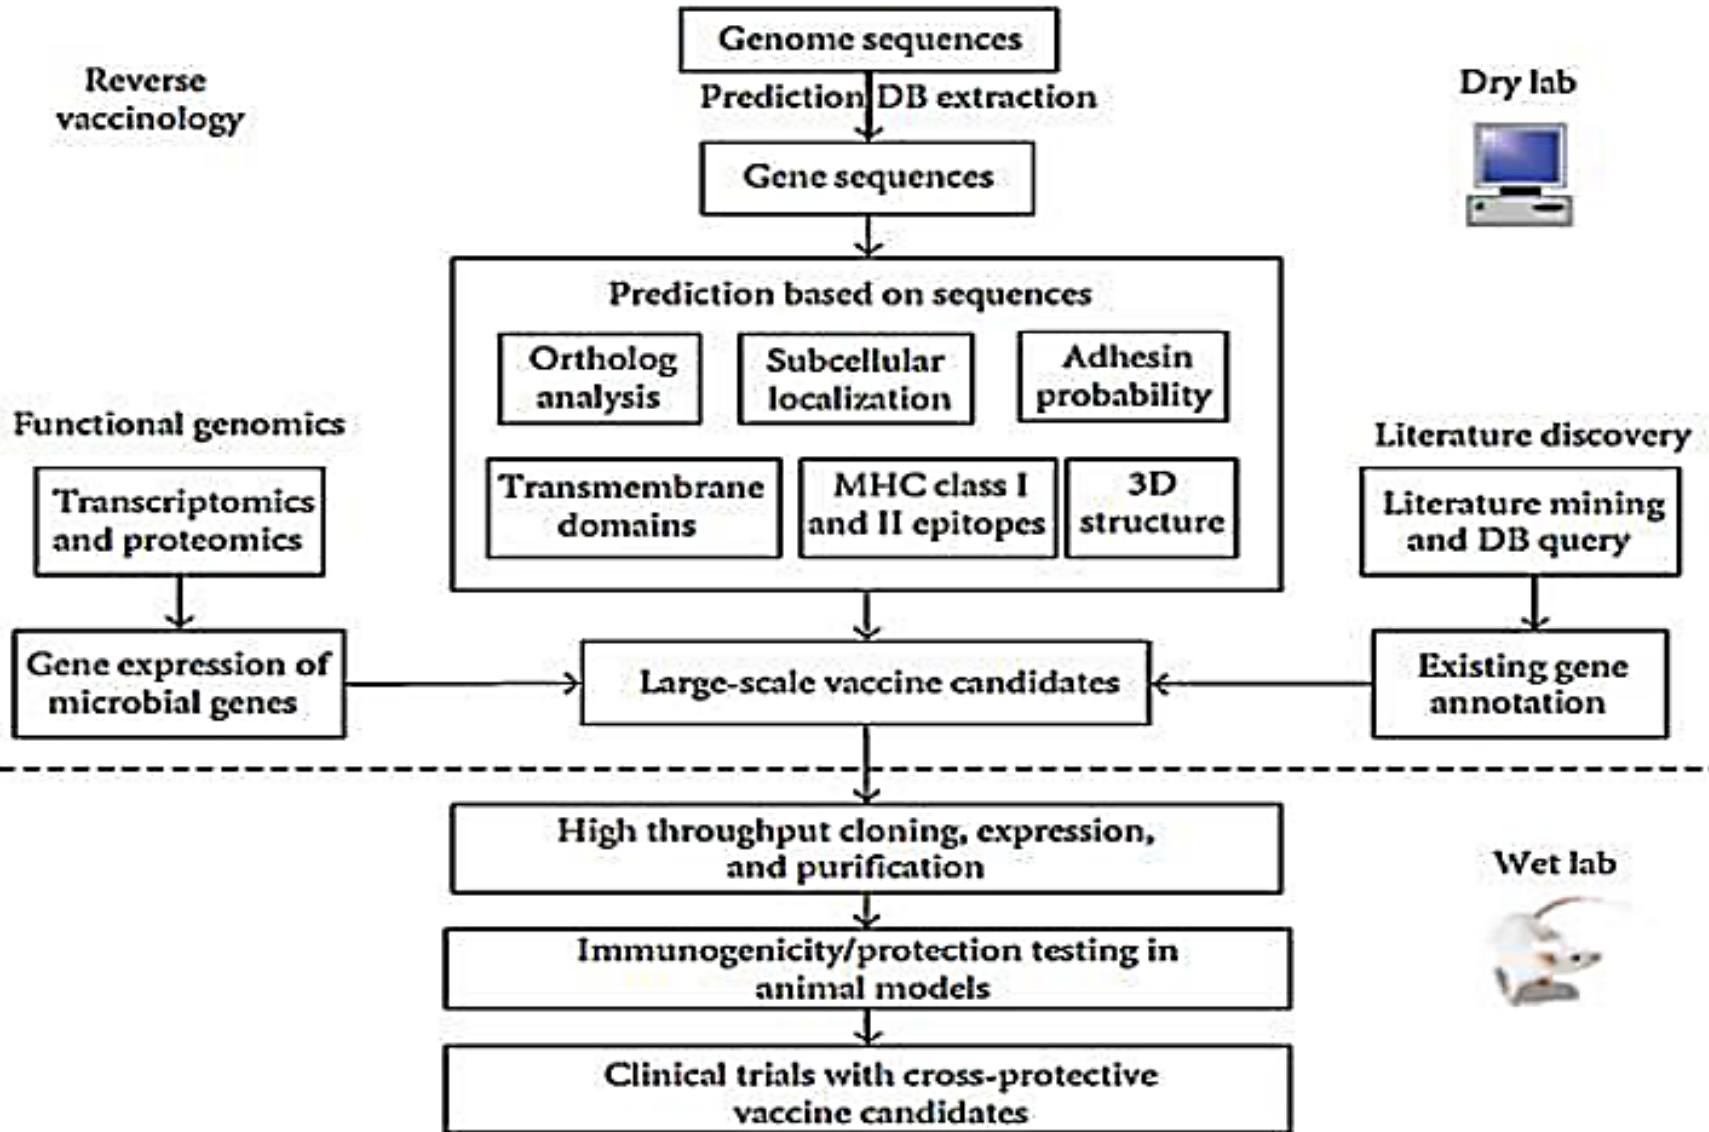 Genome sequences
Reverse
vaccinology
Prediction DB extraction
Dry lab
Gene sequences
Prediction based on sequences
Ortholog
analysis
Subcellular
localization
Adhesin
probability
Functional genomics
Literature discovery
Transcriptomics
and proteomics
Transmembrane
domains
MHC class I
and II epitopes
3D
structure
Literature mining
and DB query
Gene expression of
microbial genes
Large-scale vaccine candidates
Existing gene
annotation
High throughput cloning, expression,
and purification
Wet lab
Immunogenicity/protection testing in
animal models
Clinical trials with cross-protective
vaccine candidates